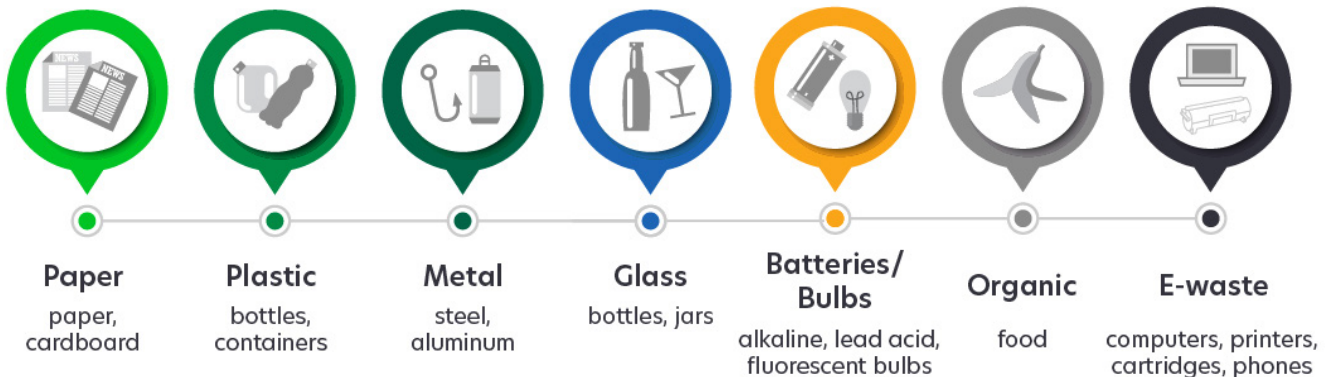 NEWS
NEWS
Paper
paper,
cardboard
Plastic
bottles,
containers
Metal
steel,
aluminum
Glass
bottles, jars
Batteries/
Bulbs
alkaline, lead acid,
fluorescent bulbs
Organic
food
E-waste
computers, printers,
cartridges, phones